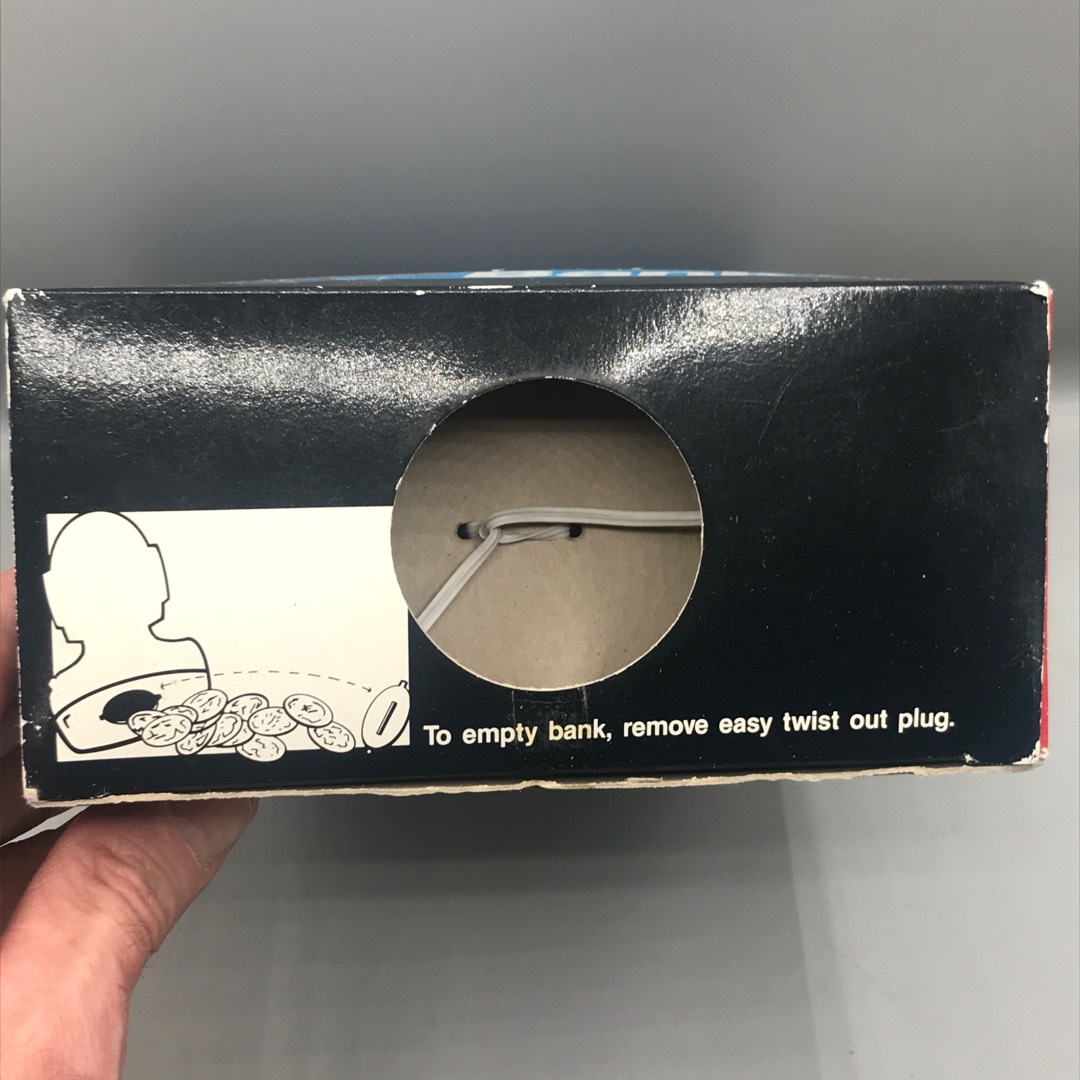 To empty bank, remove easy twist out plug.